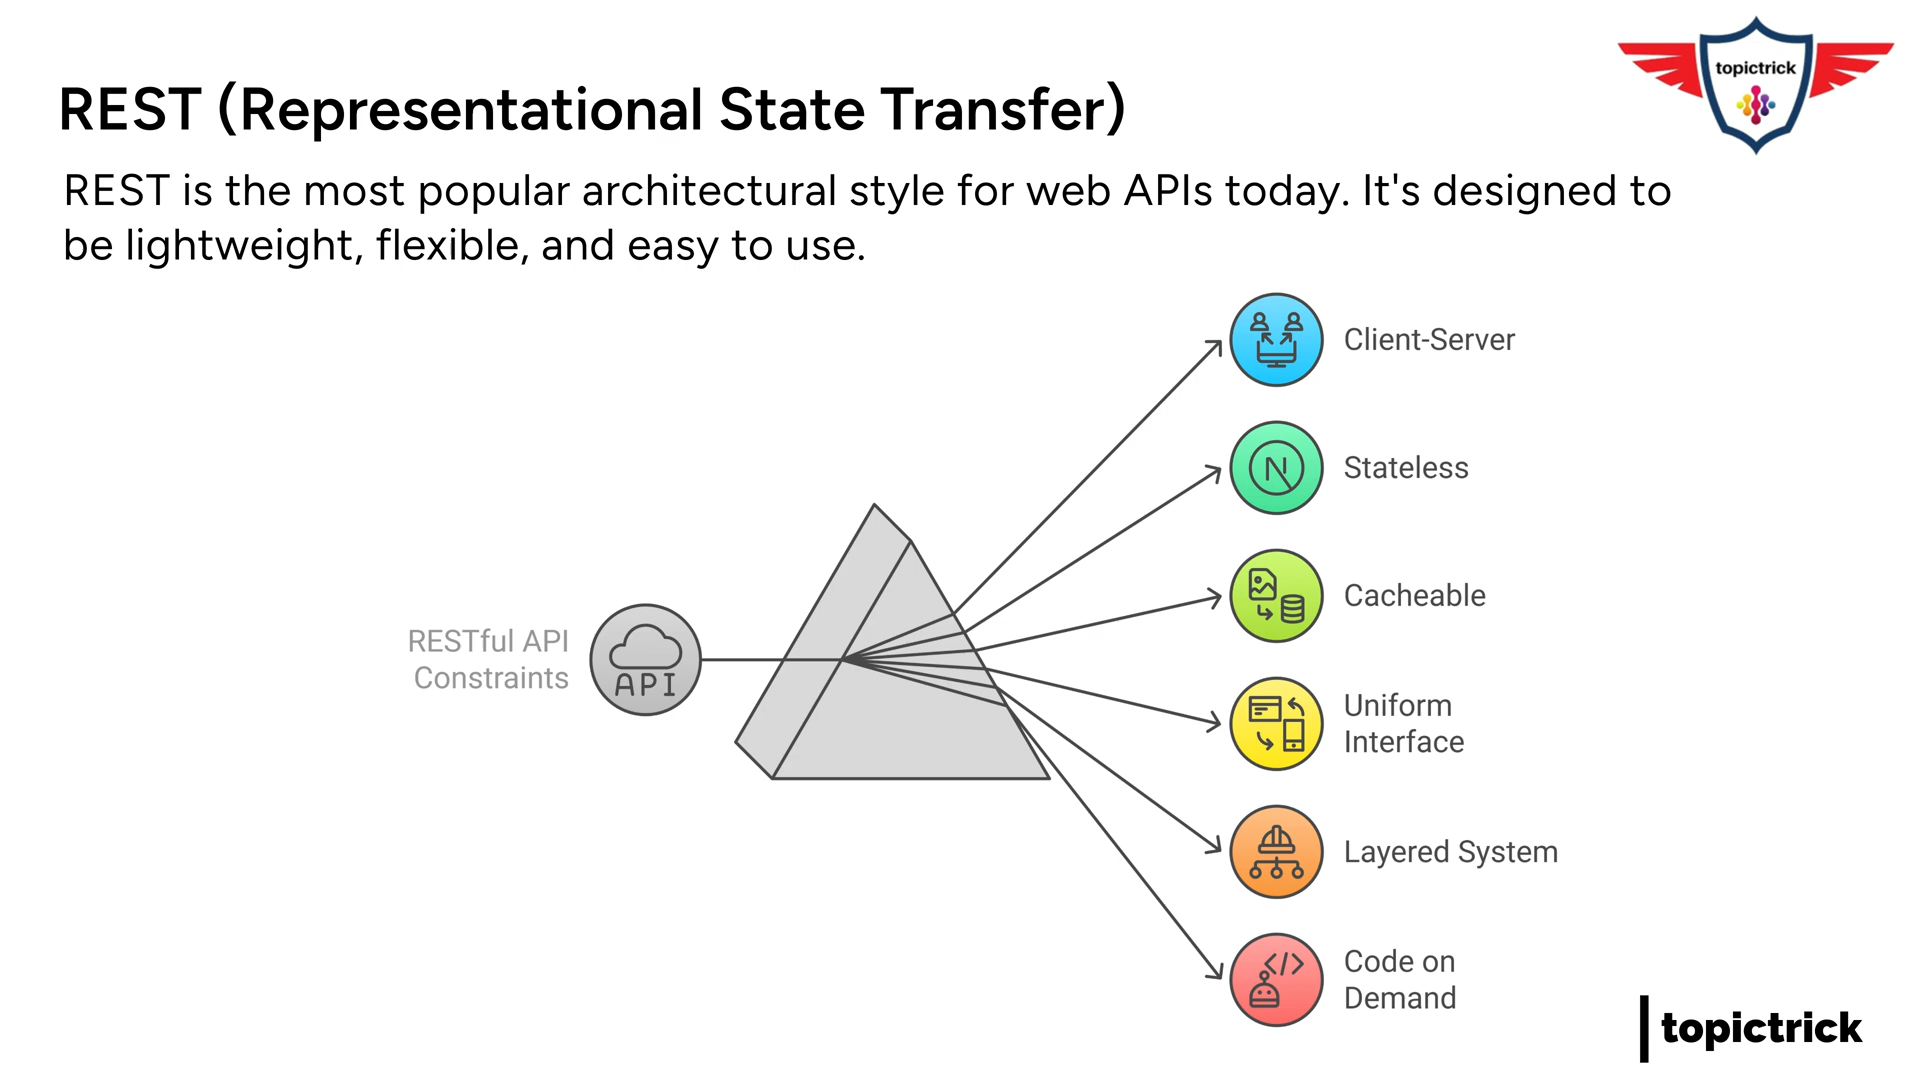 topictrick
REST (Representational State Transfer)
REST is the most popular architectural style for web APIs today. It's designed to
be lightweight, flexible, and easy to use.
Client-Server
N
Stateless
Cacheable
RESTful API
Constraints
API
Uniform
Interface
Layered System
</>
Code on
Demand
topictrick